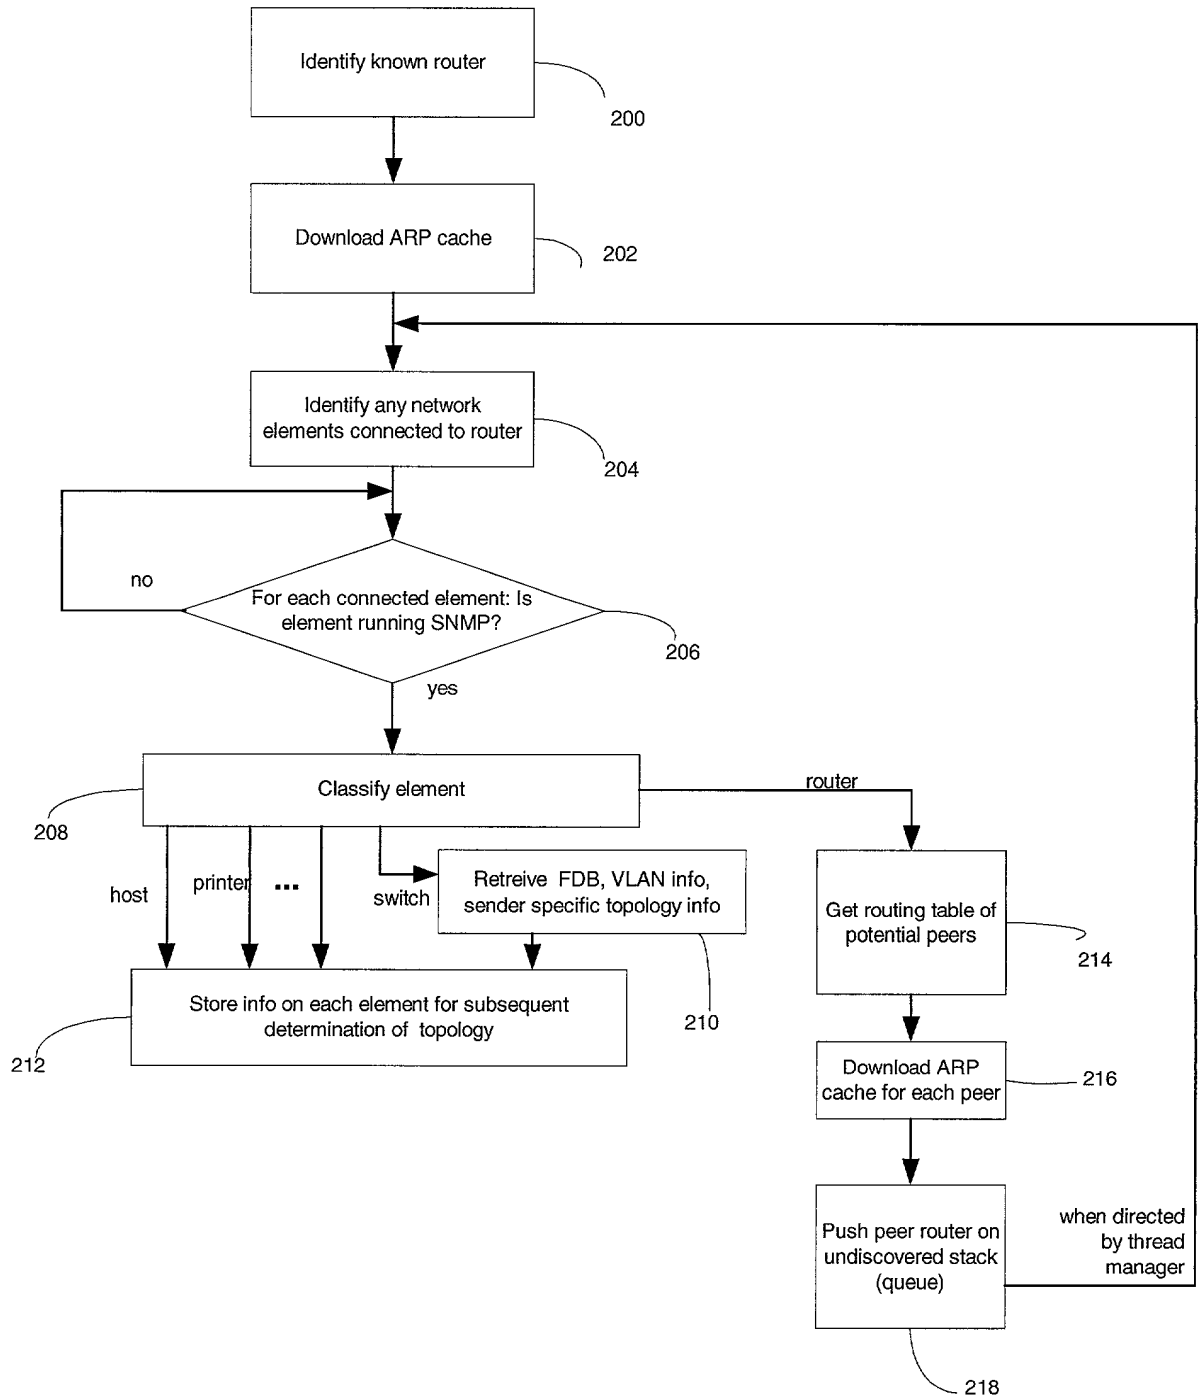 Identify known router
200
Download ARP cache
202
Identify any network
elements connected to router
204
no
For each connected element: Is
element running SNMP?
206
yes
Classify element
208
router
host
printer
...
switch
Retreive FDB, VLAN info,
sender specific topology info
210
Store info on each element for subsequent
determination of topology
212
Get routing table of
potential peers
214
Download ARP
cache for each peer
216
Push peer router on
undiscovered stack
(queue)
218
when directed
by thread
manager